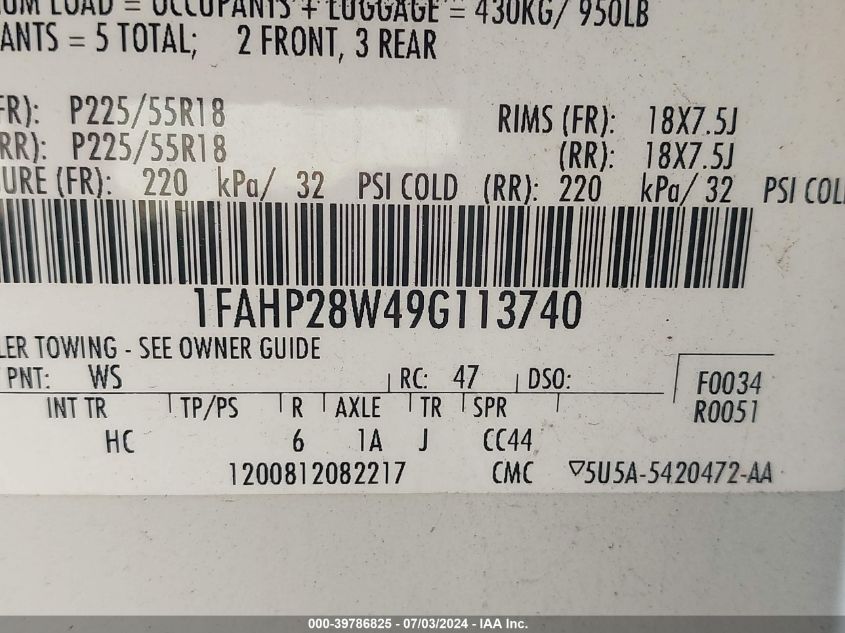 UM LOAD = OCCUPANTS + LUGGAGE = 430KG/ 950LB
ANTS = 5 TOTAL; 2 FRONT, 3 REAR
FR): P225/55R18 RIMS (FR): 18X7.5J
RR): P225/55R18 (RR): 18X7.5J
URE (FR): 220 kPa/ 32 PSI COLD (RR): 220 kPa/ 32 PSI COL
1FAHP28W49G113740
LER TOWING - SEE OWNER GUIDE
PNT: WS RC: 47 DSO: F0034
INT TR TP/PS R AXLE TR SPR R0051
HC 6 1A J CC44
1200812082217 CMC ▽5U5A-5420472-AA
000-39786825 - 07/03/2024 - IAA Inc.